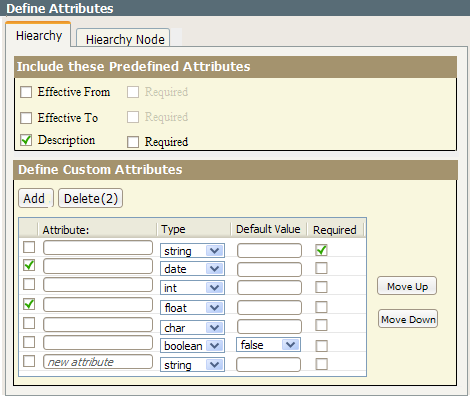 Define Attributes
Hiearchy
Hiearchy Node
Include these Predefined Attributes
Effective From Required
Effective To Required
Description Required
Define Custom Attributes
Add Delete(2)
Attribute: Type Default Value Required
string
date
int
float
char
boolean false
new attribute string
Move Up
Move Down